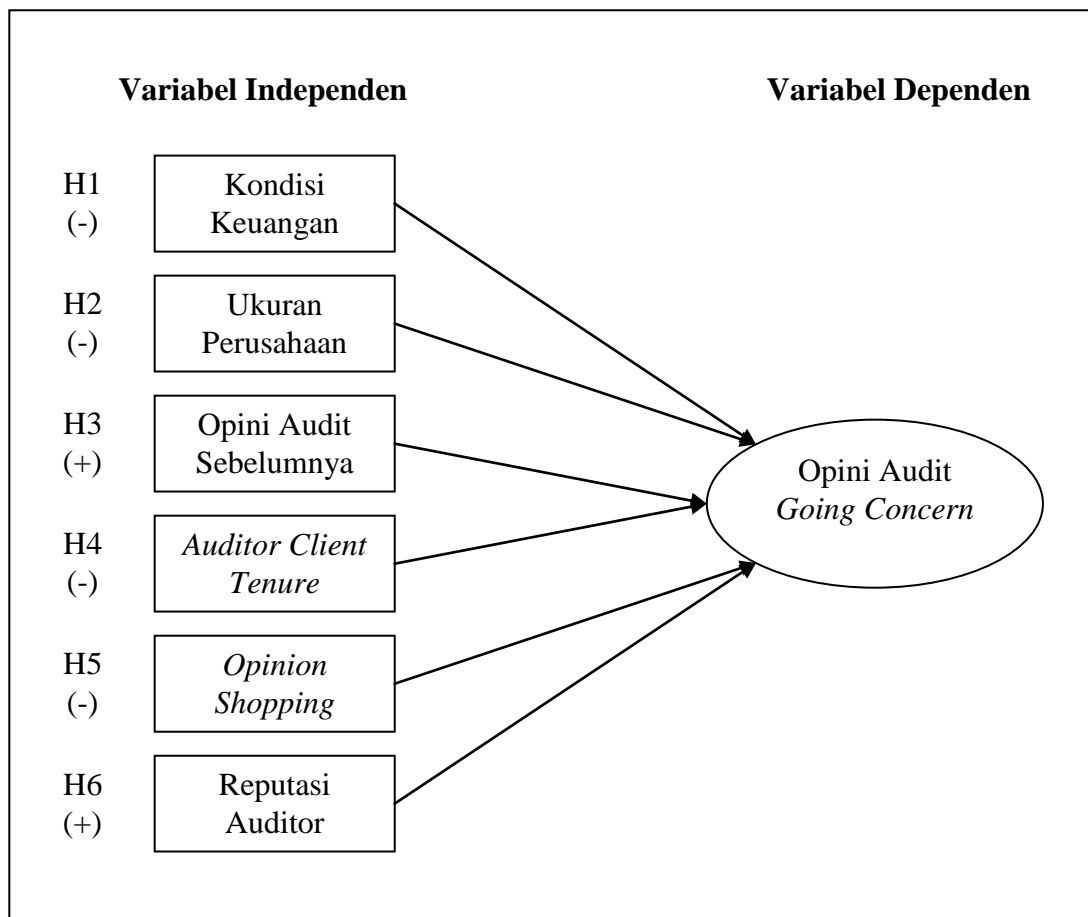 Variabel Independen
Variabel Dependen
H1
(-)
Kondisi
Keuangan
H2
(-)
Ukuran
Perusahaan
H3
(+)
Opini Audit
Sebelumnya
H4
(-)
Auditor Client
Tenure
H5
(-)
Opinion
Shopping
H6
(+)
Reputasi
Auditor
Opini Audit
Going Concern